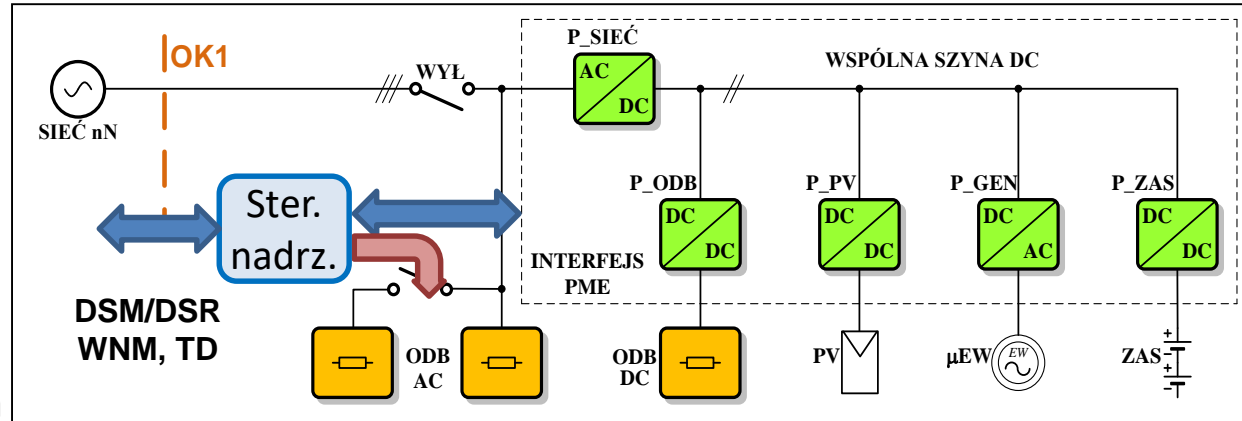 OK1
P_SIEĆ
WYŁ
AC
DC
WSPÓLNA SZYNA DC
SIEĆ nN
Ster.
nadrz.
P_ODB
DC
DC
P_PV
DC
DC
P_GEN
DC
AC
P_ZAS
DC
DC
INTERFEJS
PME
DSM/DSR
WNM, TD
ODB
AC
ODB
DC
PV
μEW
EW
ZAS
+
−
+
−